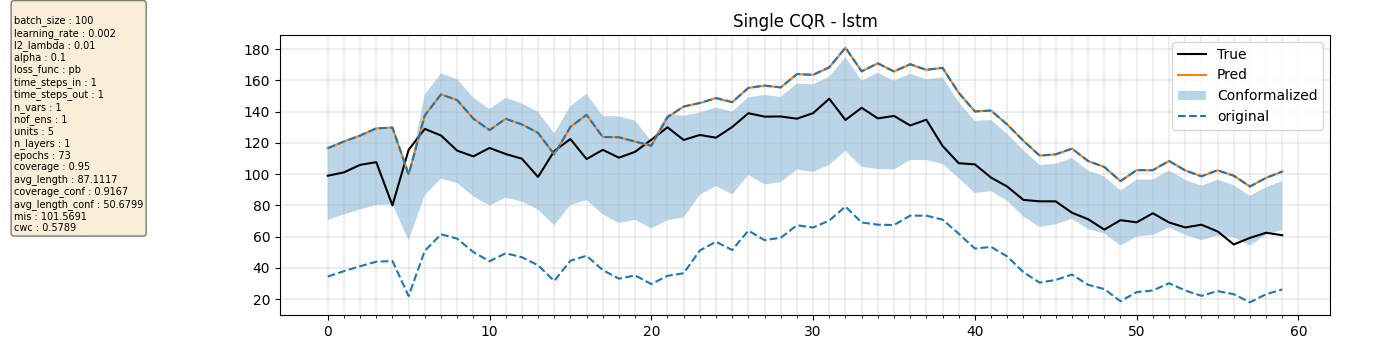 batch_size : 100
learning_rate : 0.002
l2_lambda : 0.01
alpha : 0.1
loss_func : pb
time_steps_in : 1
time_steps_out : 1
n_vars : 1
nof_ens : 1
units : 5
n_layers : 1
epochs : 73
coverage : 0.95
avg_length : 87.1117
coverage_conf : 0.9167
avg_length_conf : 50.6799
mis : 101.5691
cwc : 0.5789
Single CQR - lstm
180
160
140
120
100
80
60
40
20
0 10 20 30 40 50 60
True
Pred
Conformalized
original